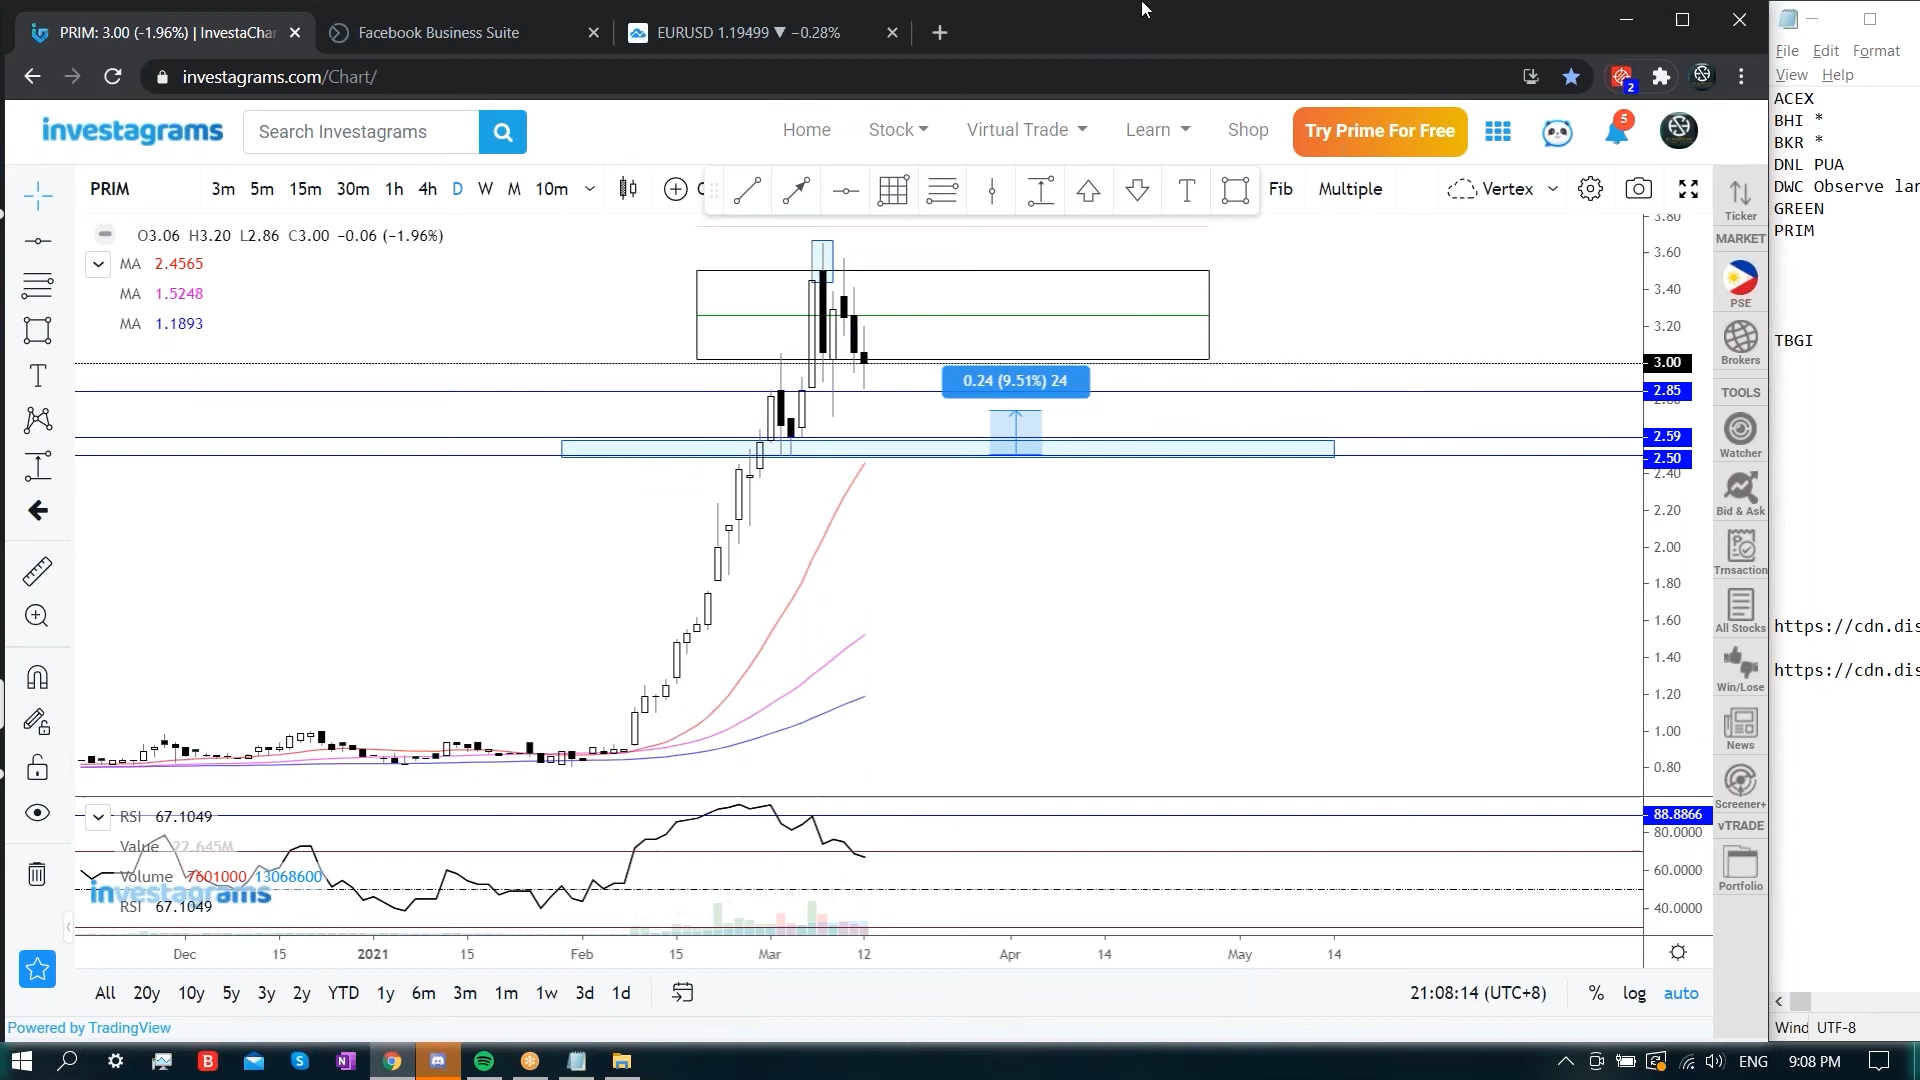 PRIM: 3.00 (-1.96%) | InvestaChar
Facebook Business Suite
EURUSD 1.19499 ▼ −0.28%
investagrams.com/Chart/
File Edit Format
View Help
investagrams
Search Investagrams
Home
Stock
Virtual Trade
Learn
Shop
Try Prime For Free
5
2
PRIM
3m 5m 15m 30m 1h 4h D W M 10m
Fib
Multiple
Vertex
O3.06 H3.20 L2.86 C3.00 −0.06 (−1.96%)
MA 2.4565
MA 1.5248
MA 1.1893
0.24 (9.51%) 24
3.80
3.60
3.40
3.20
3.00
2.85
2.59
2.50
2.40
2.20
2.00
1.80
1.60
1.40
1.20
1.00
0.80
RSI 67.1049
Value 22.645M
Volume 7601000 13068600
investagrams
RSI 67.1049
88.8866
80.0000
60.0000
40.0000
Dec 15 2021 15 Feb 15 Mar 12 Apr 14 May 14
All 20y 10y 5y 3y 2y YTD 1y 6m 3m 1m 1w 3d 1d
21:08:14 (UTC+8)
% log auto
Powered by TradingView
Ticker
MARKET
PSE
Brokers
TOOLS
Watcher
Bid & Ask
Trnsaction
All Stocks
Win/Lose
News
Screener+
vTRADE
Portfolio
ACEX
BHI *
BKR *
DNL PUA
DWC Observe lan
GREEN
PRIM
TBGI
https://cdn.dis
https://cdn.dis
Wind UTF-8
ENG
9:08 PM